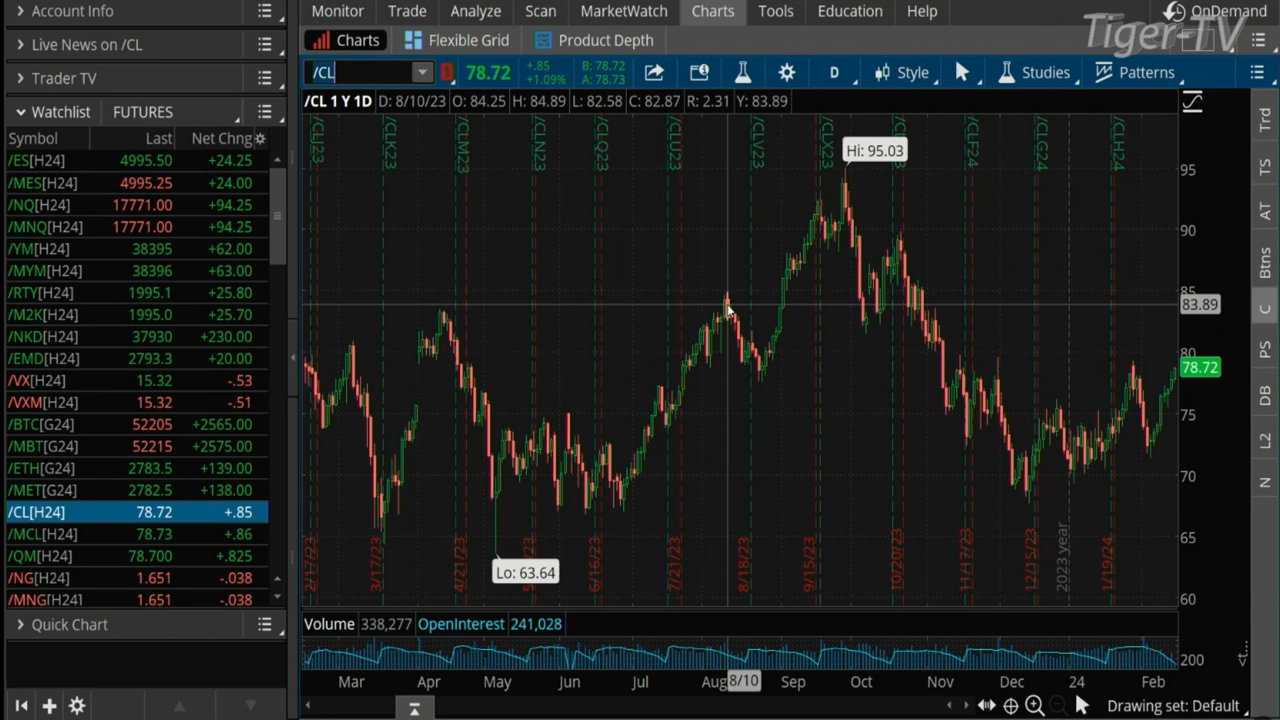 Account Info
Live News on /CL
Trader TV
Watchlist FUTURES
Symbol Last Net Chng
/ES[H24] 4995.50 +24.25
/MES[H24] 4995.25 +24.00
/NQ[H24] 17771.00 +94.25
/MNQ[H24] 17771.00 +94.25
/YM[H24] 38395 +62.00
/MYM[H24] 38396 +63.00
/RTY[H24] 1995.1 +25.80
/M2K[H24] 1995.0 +25.70
/NKD[H24] 37930 +230.00
/EMD[H24] 2793.3 +20.00
/VX[H24] 15.32 -.53
/VXM[H24] 15.32 -.51
/BTC[G24] 52205 +2565.00
/MBT[G24] 52215 +2575.00
/ETH[G24] 2783.5 +139.00
/MET[G24] 2782.5 +138.00
/CL[H24] 78.72 +.85
/MCL[H24] 78.73 +.86
/QM[H24] 78.700 +.825
/NG[H24] 1.651 -.038
/MNG[H24] 1.651 -.038
Quick Chart
Monitor Trade Analyze Scan MarketWatch Charts Tools Education Help OnDemand
Tiger-TV
Charts Flexible Grid Product Depth
/CL 78.72 +.85 +1.09% B: 78.72 A: 78.73 D Style Studies Patterns
/CL 1 Y 1D D: 8/10/23 O: 84.25 H: 84.89 L: 82.58 C: 82.87 R: 2.31 Y: 83.89
/CLJ23 /CLK23 /CLM23 /CLN23 /CLQ23 /CLU23 /CLV23 /CLX23 /CLF24 /CLG24 /CLH24
Hi: 95.03
95
90
85
83.89
80
78.72
75
70
65
60
Lo: 63.64
2/17/23 3/17/23 4/21/23 5/23 6/16/23 7/21/23 8/18/23 9/15/23 10/20/23 11/17/23 12/15/23 2023 year 1/19/24
Volume 338,277 OpenInterest 241,028
200
Mar Apr May Jun Jul Aug 8/10 Sep Oct Nov Dec 24 Feb
Drawing set: Default
Trd
TS
AT
Btns
C
PS
DB
L2
N